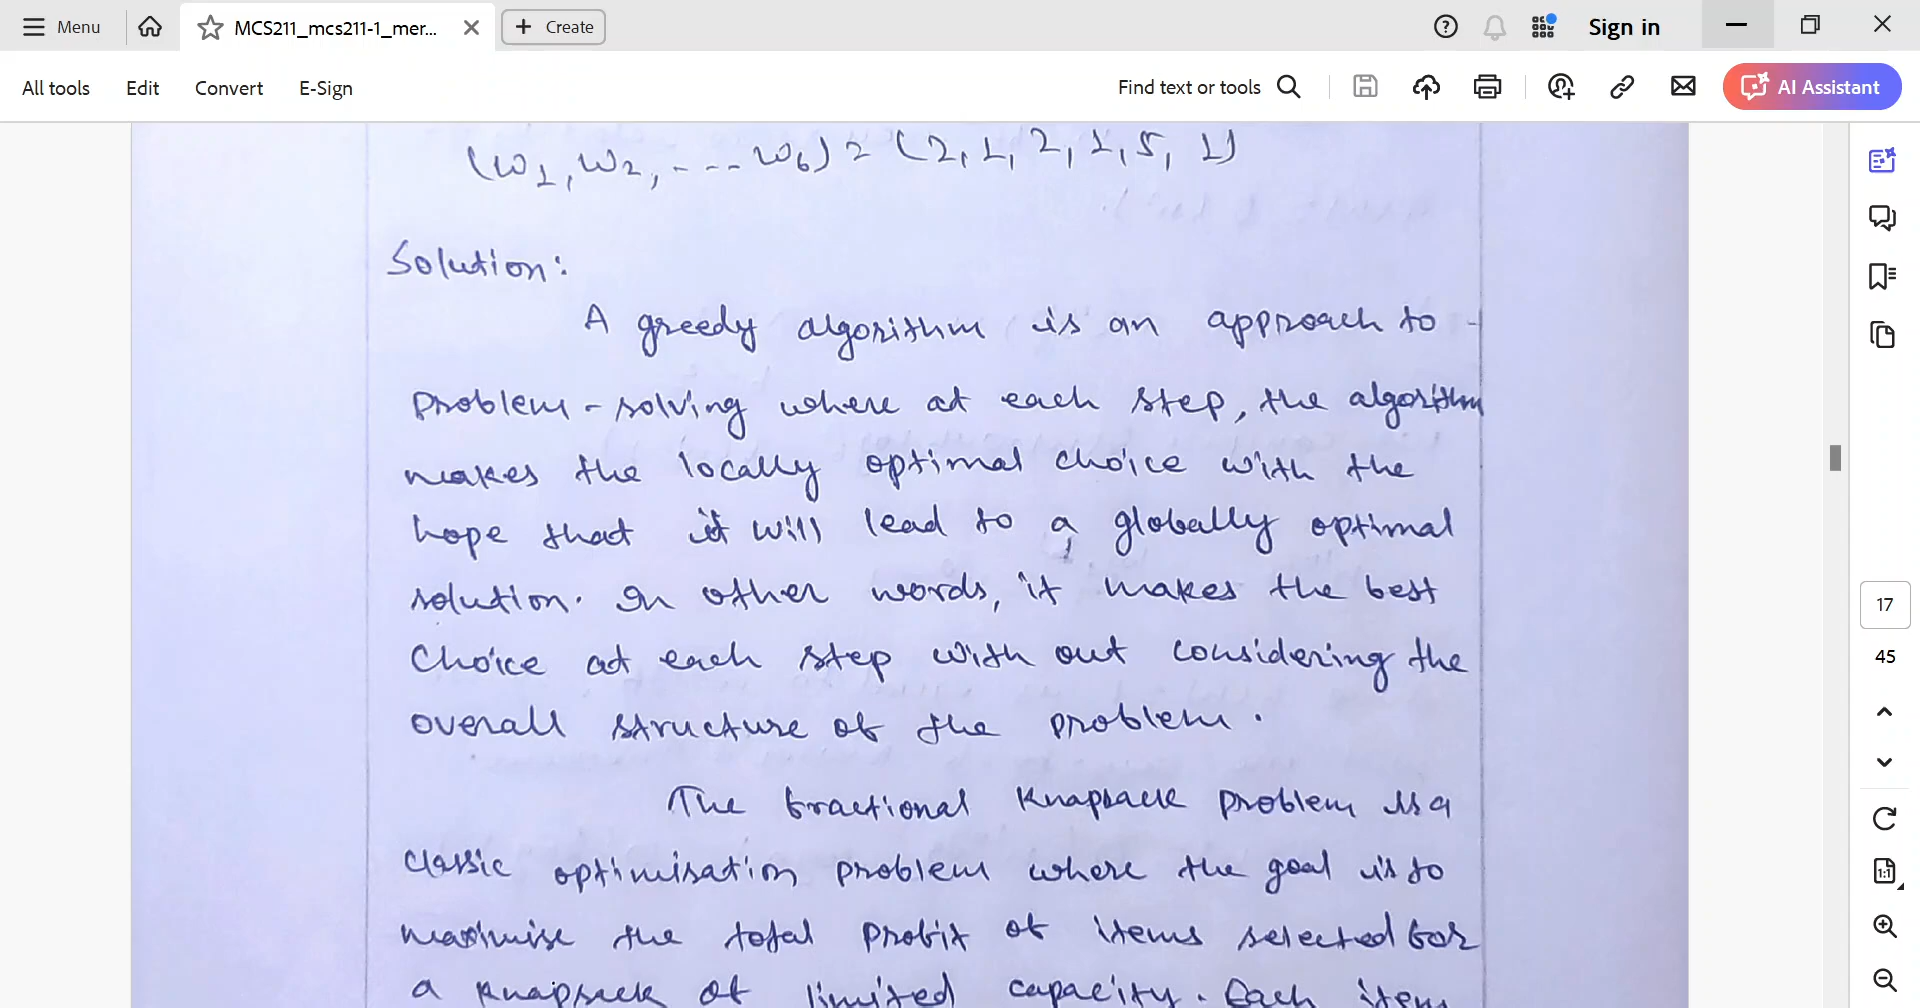 Menu
MCS211_mcs211-1_mer...
Create
Sign in
All tools
Edit
Convert
E-Sign
Find text or tools
AI Assistant
(w1, w2, - - - w6) = (2, 1, 2, 1, 5, 1)
Solution:
A greedy algorithm is an approach to -
problem - solving where at each step, the algorithm
makes the locally optimal choice with the
hope that it will lead to a globally optimal
solution. In other words, it makes the best
choice at each step with out considering the
overall structure of the problem.
The fractional Knapsack problem is a
classic optimisation problem where the goal is to
maximise the total profit of items selected for
a knapsack of limited capacity. Each item
17
45